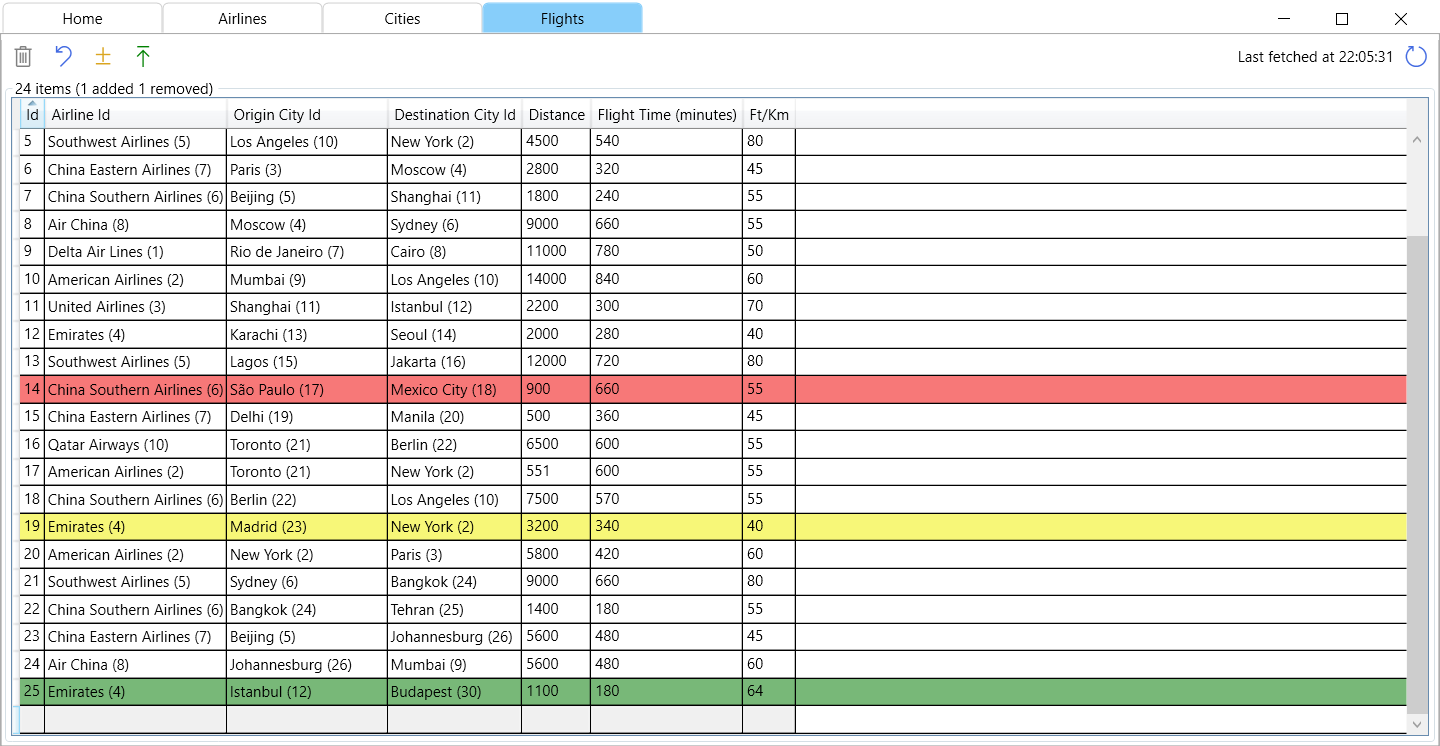 Home Airlines Cities Flights
Last fetched at 22:05:31
24 items (1 added 1 removed)
Id Airline Id Origin City Id Destination City Id Distance Flight Time (minutes) Ft/Km
5 Southwest Airlines (5) Los Angeles (10) New York (2) 4500 540 80
6 China Eastern Airlines (7) Paris (3) Moscow (4) 2800 320 45
7 China Southern Airlines (6) Beijing (5) Shanghai (11) 1800 240 55
8 Air China (8) Moscow (4) Sydney (6) 9000 660 55
9 Delta Air Lines (1) Rio de Janeiro (7) Cairo (8) 11000 780 50
10 American Airlines (2) Mumbai (9) Los Angeles (10) 14000 840 60
11 United Airlines (3) Shanghai (11) Istanbul (12) 2200 300 70
12 Emirates (4) Karachi (13) Seoul (14) 2000 280 40
13 Southwest Airlines (5) Lagos (15) Jakarta (16) 12000 720 80
14 China Southern Airlines (6) São Paulo (17) Mexico City (18) 900 660 55
15 China Eastern Airlines (7) Delhi (19) Manila (20) 500 360 45
16 Qatar Airways (10) Toronto (21) Berlin (22) 6500 600 55
17 American Airlines (2) Toronto (21) New York (2) 551 600 55
18 China Southern Airlines (6) Berlin (22) Los Angeles (10) 7500 570 55
19 Emirates (4) Madrid (23) New York (2) 3200 340 40
20 American Airlines (2) New York (2) Paris (3) 5800 420 60
21 Southwest Airlines (5) Sydney (6) Bangkok (24) 9000 660 80
22 China Southern Airlines (6) Bangkok (24) Tehran (25) 1400 180 55
23 China Eastern Airlines (7) Beijing (5) Johannesburg (26) 5600 480 45
24 Air China (8) Johannesburg (26) Mumbai (9) 5600 480 60
25 Emirates (4) Istanbul (12) Budapest (30) 1100 180 64